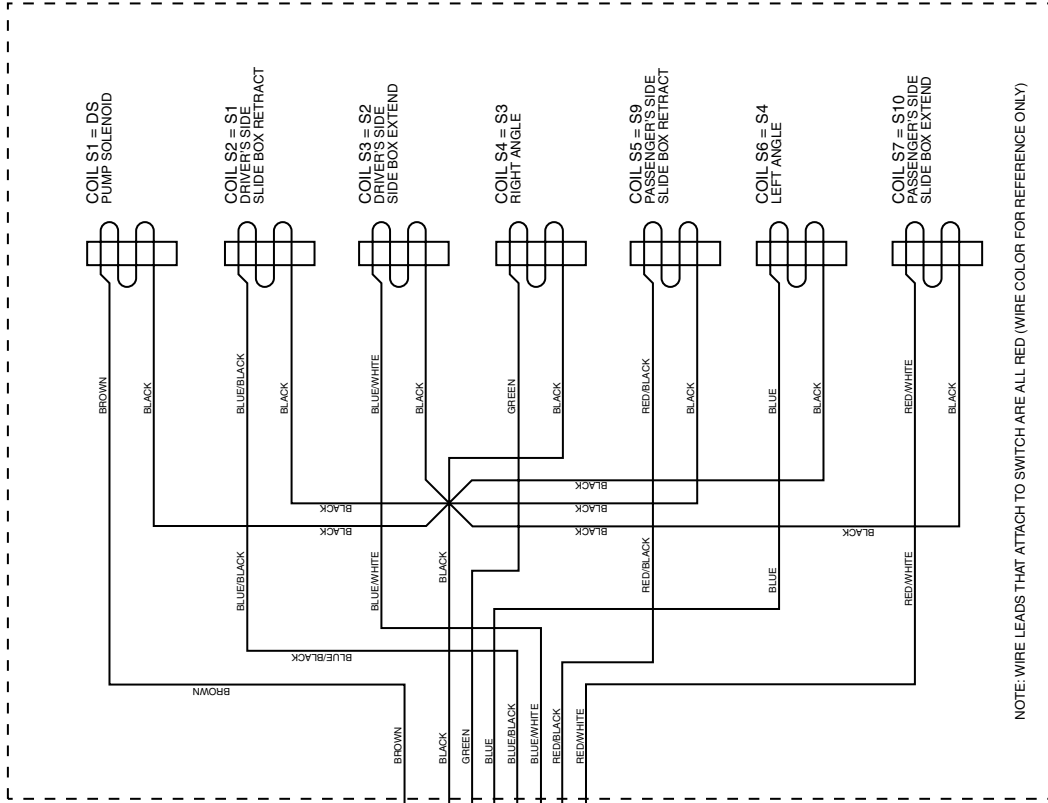 COIL S1 = DS
PUMP SOLENOID
COIL S2 = S1
DRIVER'S SIDE
SLIDE BOX RETRACT
COIL S3 = S2
DRIVER'S SIDE
SIDE BOX EXTEND
COIL S4 = S3
RIGHT ANGLE
COIL S5 = S9
PASSENGER'S SIDE
SLIDE BOX RETRACT
COIL S6 = S4
LEFT ANGLE
COIL S7 = S10
PASSENGER'S SIDE
SLIDE BOX EXTEND
BROWN
BLACK
BLUE/BLACK
BLACK
BLUE/WHITE
BLACK
GREEN
BLACK
RED/BLACK
BLACK
BLUE
BLACK
RED/WHITE
BLACK
BLACK
BLACK
BLACK
BLACK
BLACK
BLACK
BLUE/BLACK
BLUE/WHITE
BLACK
RED/BLACK
BLUE
RED/WHITE
BLUE/BLACK
BROWN
BROWN
BLACK
GREEN
BLUE
BLUE/BLACK
BLUE/WHITE
RED/BLACK
RED/WHITE
NOTE: WIRE LEADS THAT ATTACH TO SWITCH ARE ALL RED (WIRE COLOR FOR REFERENCE ONLY)